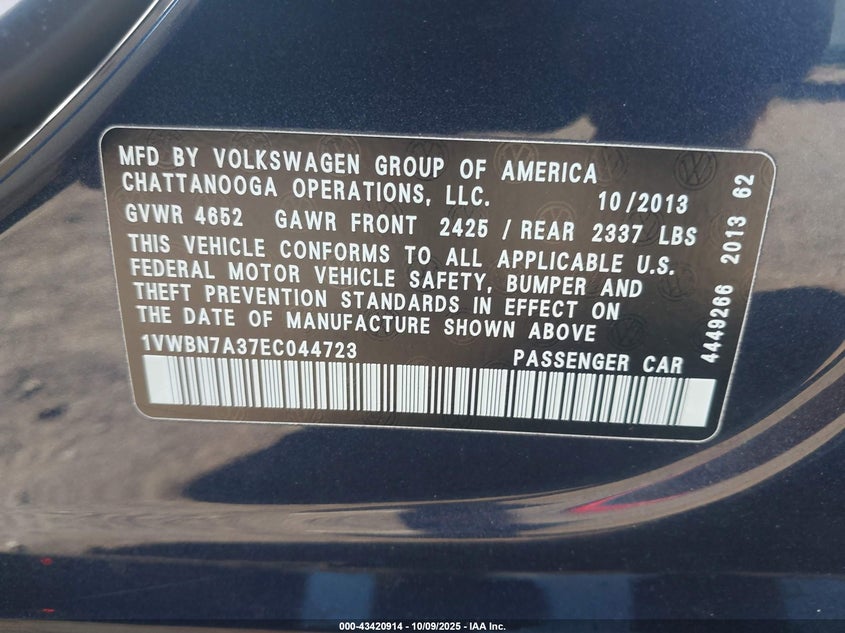 MFD BY VOLKSWAGEN GROUP OF AMERICA
CHATTANOOGA OPERATIONS, LLC. 10/2013
GVWR 4652 GAWR FRONT 2425 / REAR 2337 LBS
THIS VEHICLE CONFORMS TO ALL APPLICABLE U.S.
FEDERAL MOTOR VEHICLE SAFETY, BUMPER AND
THEFT PREVENTION STANDARDS IN EFFECT ON
THE DATE OF MANUFACTURE SHOWN ABOVE
1VWBN7A37EC044723 PASSENGER CAR
4449266 2013 62
000-43420914 - 10/09/2025 - IAA Inc.